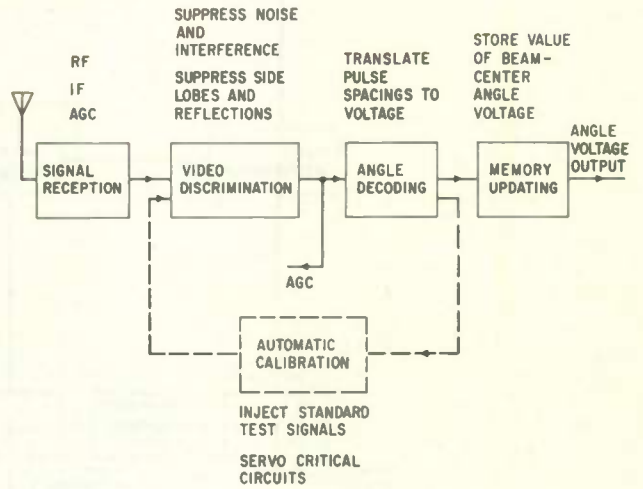 RF
IF
AGC
SUPPRESS NOISE
AND
INTERFERENCE
SUPPRESS SIDE
LOBES AND
REFLECTIONS
TRANSLATE
PULSE
SPACINGS TO
VOLTAGE
STORE VALUE
OF BEAM-
CENTER
ANGLE
VOLTAGE
SIGNAL
RECEPTION
VIDEO
DISCRIMINATION
ANGLE
DECODING
MEMORY
UPDATING
ANGLE
VOLTAGE
OUTPUT
AGC
AUTOMATIC
CALIBRATION
INJECT STANDARD
TEST SIGNALS
SERVO CRITICAL
CIRCUITS